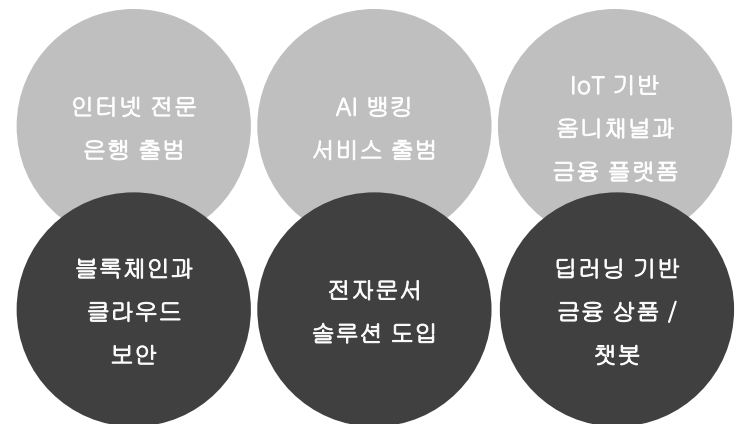 인터넷 전문
은행 출범
AI 뱅킹
서비스 출범
IoT 기반
옴니채널과
금융 플랫폼
블록체인과
클라우드
보안
전자문서
솔루션 도입
딥러닝 기반
금융 상품 /
챗봇